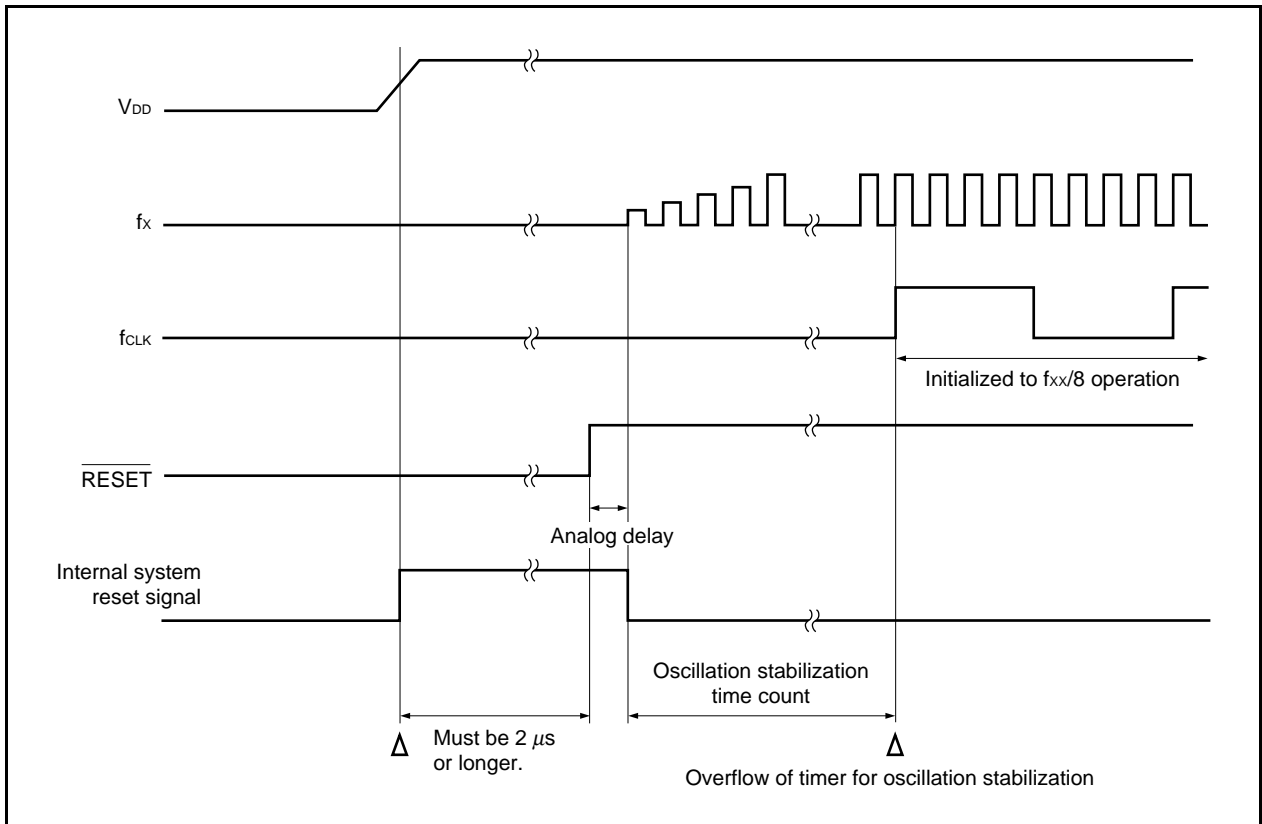 VDD
fX
fCLK
Initialized to fXX/8 operation
RESET
Analog delay
Internal system
reset signal
Oscillation stabilization
time count
Must be 2 μs
or longer.
Overflow of timer for oscillation stabilization